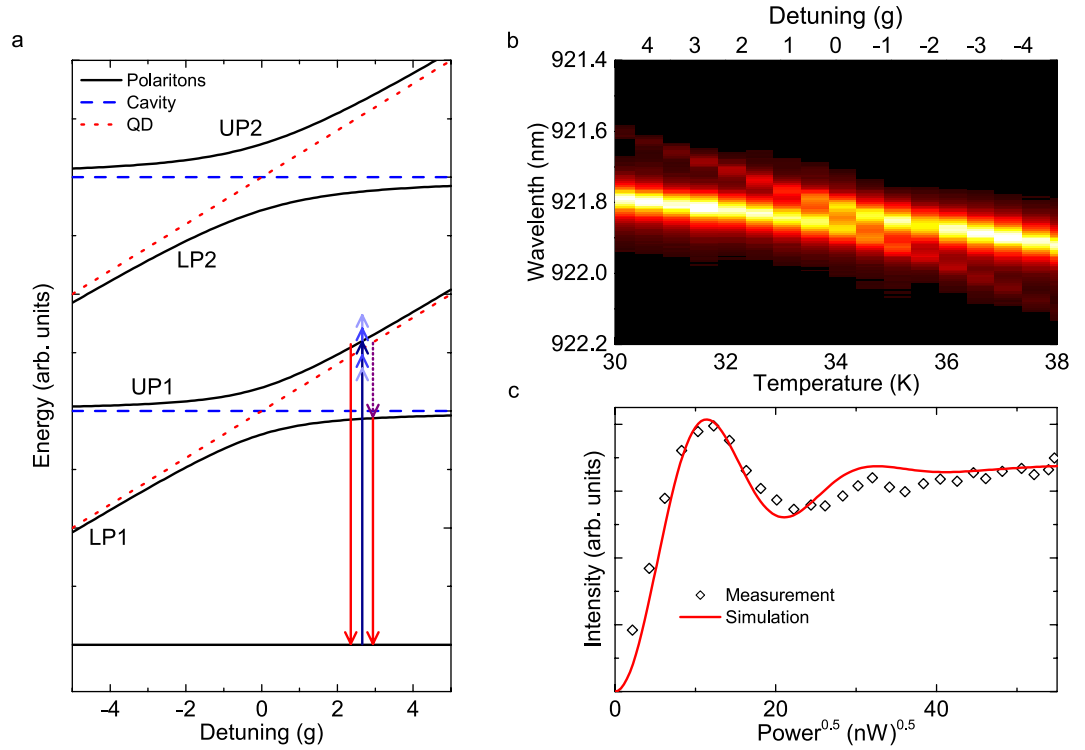 a
Polaritons
Cavity
QD
UP2
LP2
UP1
LP1
Energy (arb. units)
−4 −2 0 2 4
Detuning (g)
b
Detuning (g)
4 3 2 1 0 -1 -2 -3 -4
921.4
921.6
921.8
922.0
922.2
Wavelenth (nm)
30 32 34 36 38
Temperature (K)
c
Intensity (arb. units)
Measurement
Simulation
0 20 40
Power^0.5 (nW)^0.5